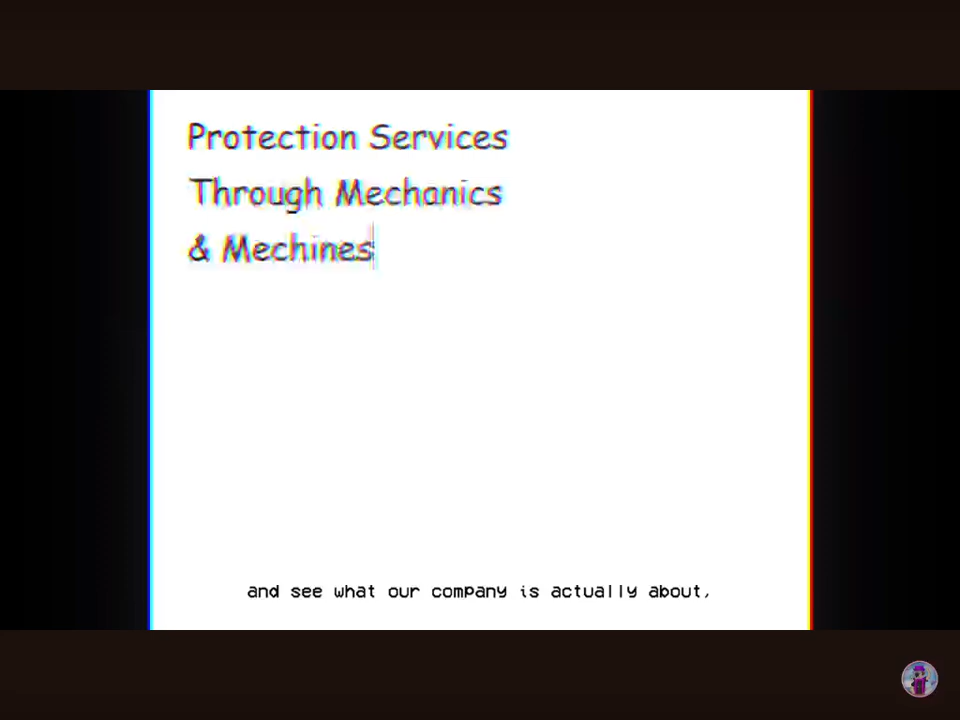 Protection Services
Through Mechanics
& Mechines
and see what our company is actually about,